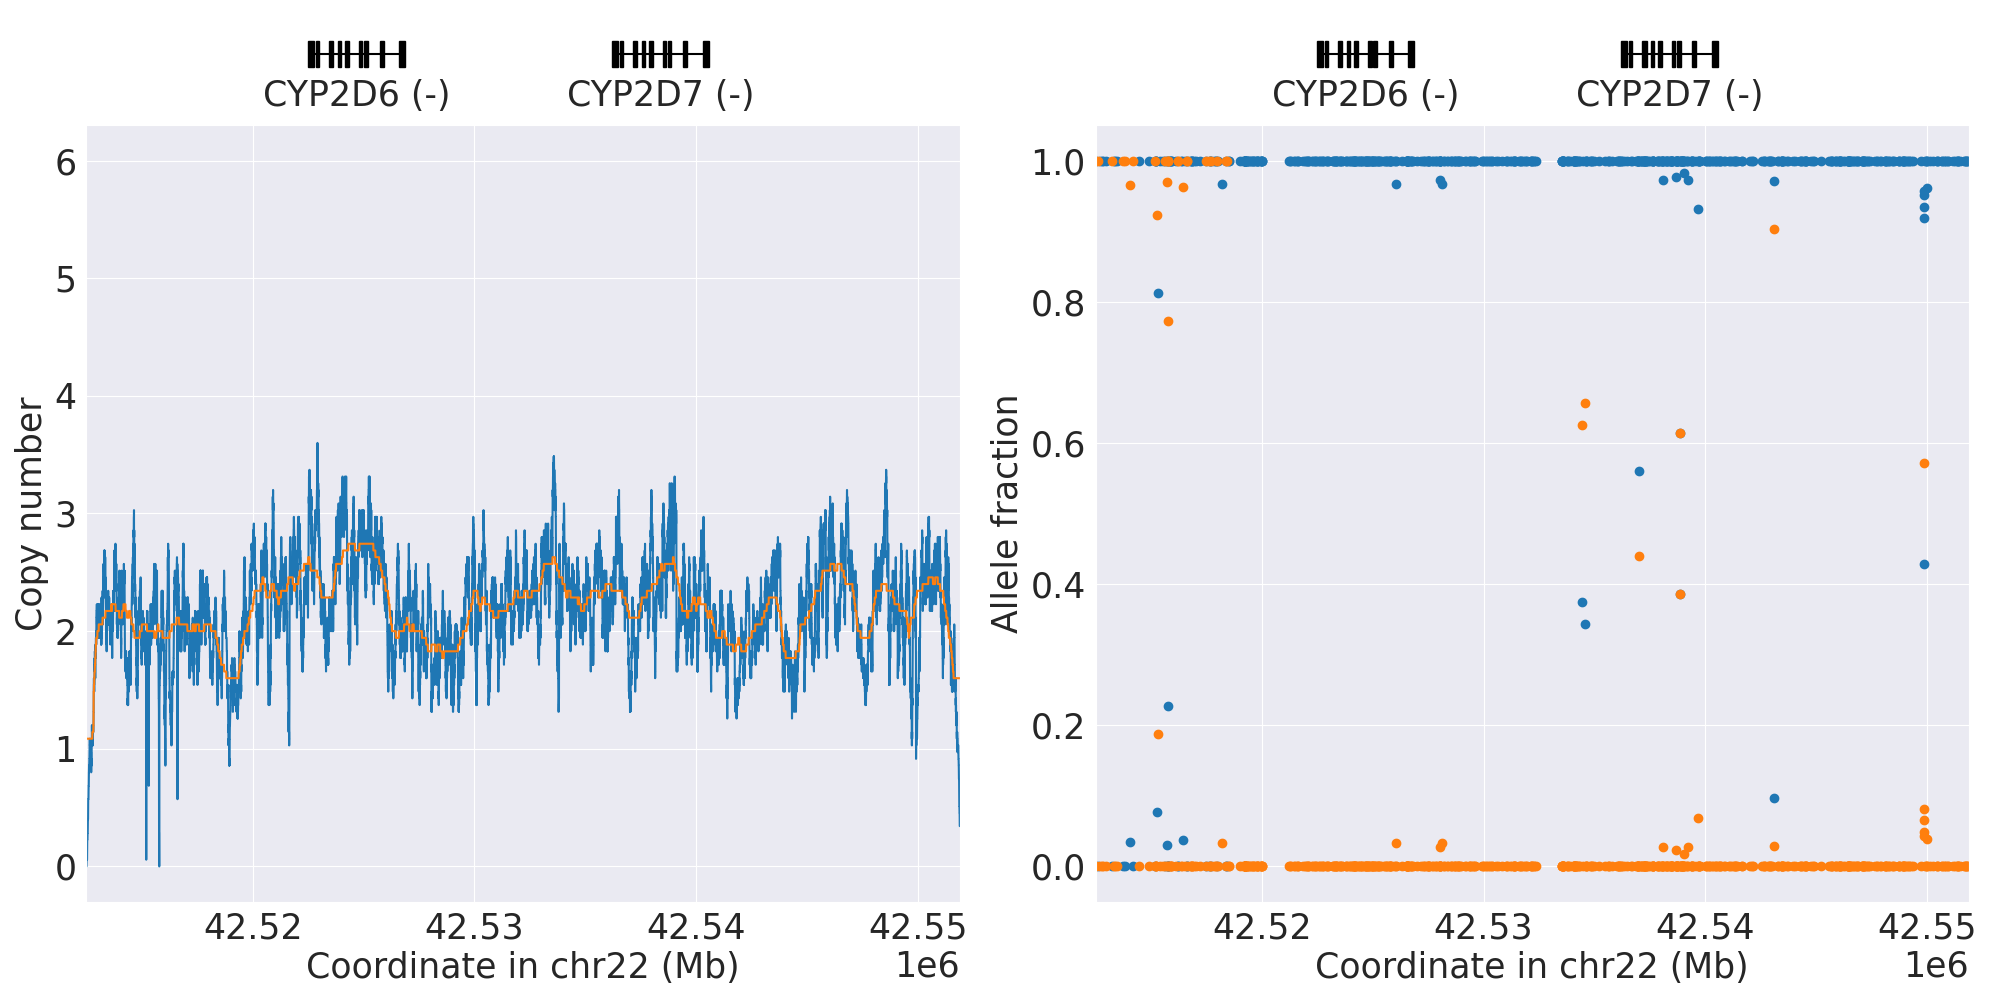 CYP2D6 (-) CYP2D7 (-)
6
5
4
3
2
1
0
Copy number
42.52 42.53 42.54 42.55
Coordinate in chr22 (Mb) 1e6
CYP2D6 (-) CYP2D7 (-)
1.0
0.8
0.6
0.4
0.2
0.0
Allele fraction
42.52 42.53 42.54 42.55
Coordinate in chr22 (Mb) 1e6